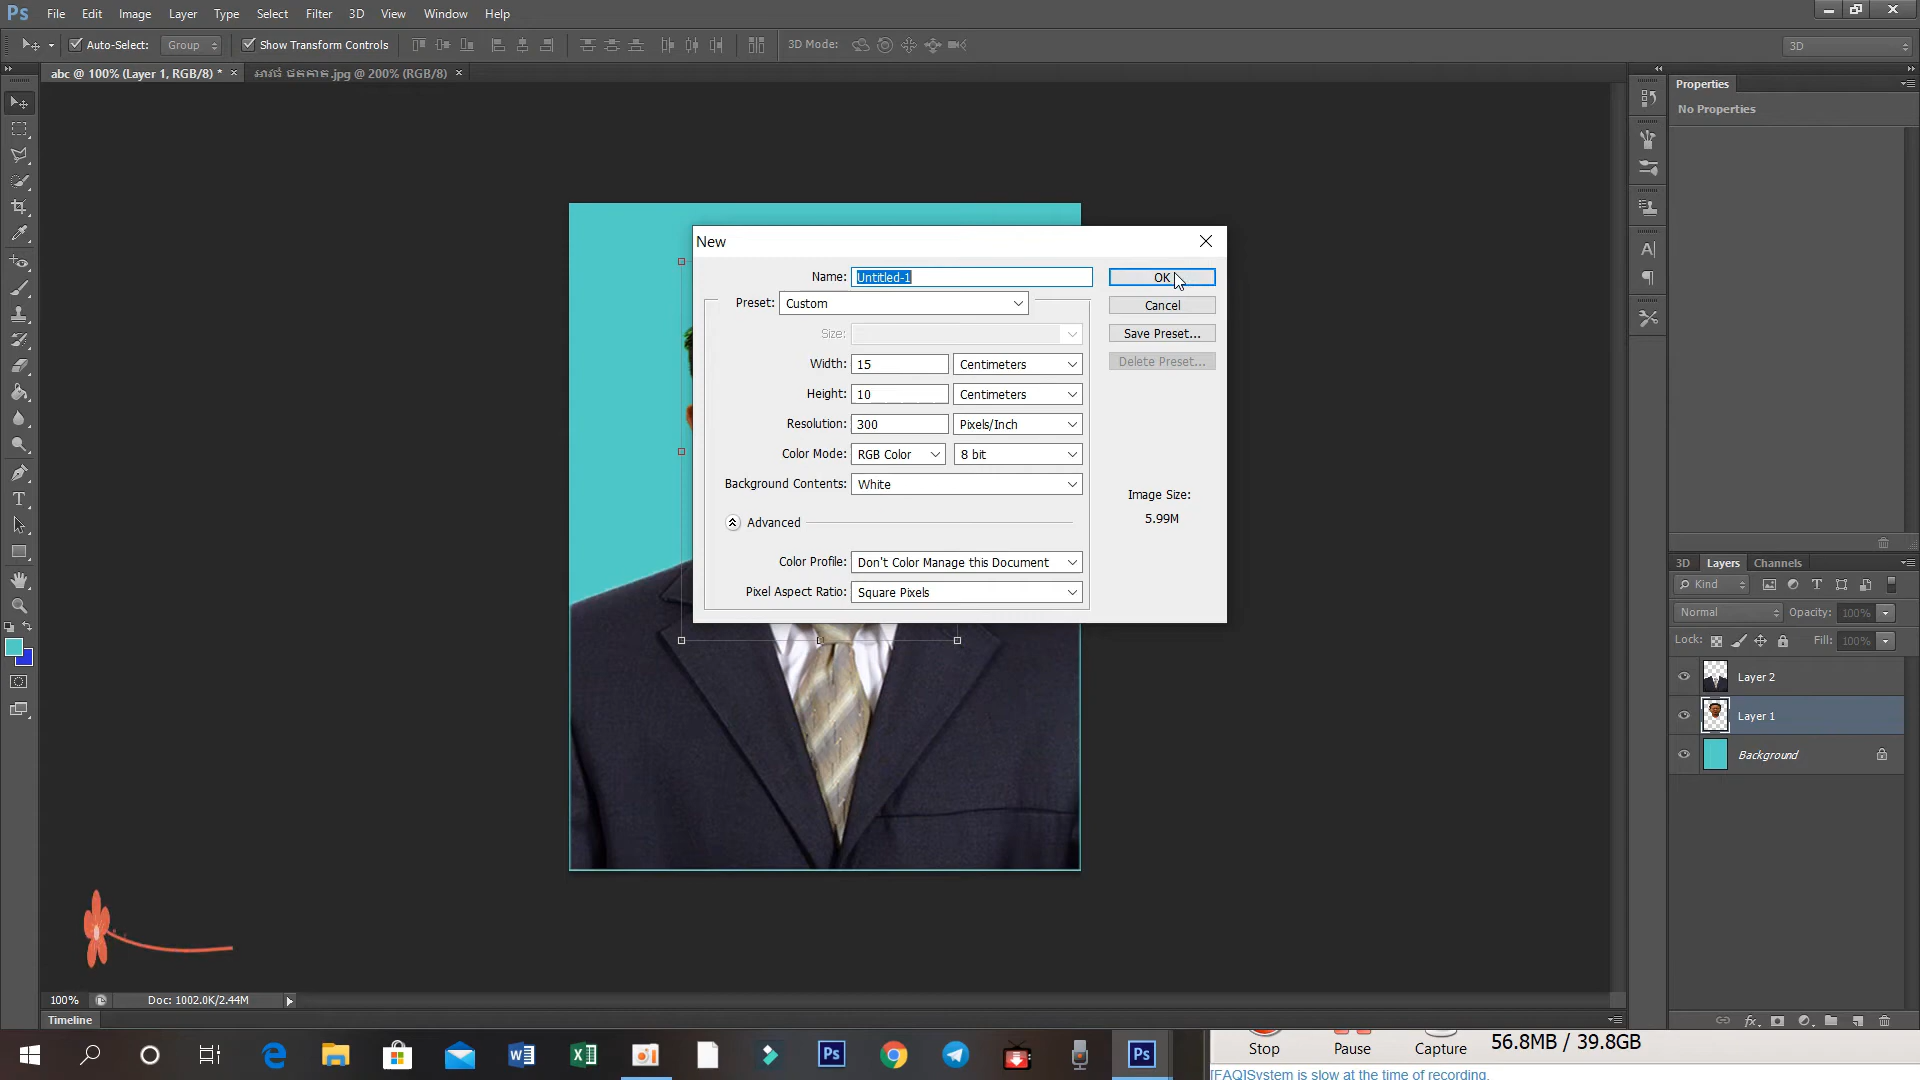 Ps File Edit Image Layer Type Select Filter 3D View Window Help
Auto-Select: Group Show Transform Controls 3D Mode: 3D
abc @ 100% (Layer 1, RGB/8) * × .jpg @ 200% (RGB/8) ×
Properties
No Properties
New
Name: Untitled-1 OK
Preset: Custom Cancel
Size: Save Preset...
Width: 15 Centimeters Delete Preset...
Height: 10 Centimeters
Resolution: 300 Pixels/Inch
Color Mode: RGB Color 8 bit
Background Contents: White
Image Size:
5.99M
Advanced
Color Profile: Don't Color Manage this Document
Pixel Aspect Ratio: Square Pixels
3D Layers Channels
Kind
Normal Opacity: 100%
Lock: Fill: 100%
Layer 2
Layer 1
Background
100% Doc: 1002.0K/2.44M
Timeline
Stop Pause Capture 56.8MB / 39.8GB
[FAQ]System is slow at the time of recording.